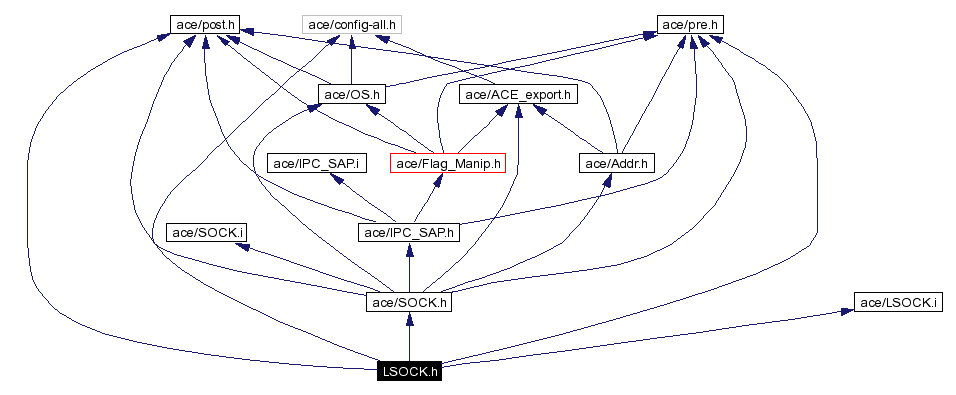 ace/post.h
ace/config-all.h
ace/pre.h
ace/OS.h
ace/ACE_export.h
ace/IPC_SAP.i
ace/Flag_Manip.h
ace/Addr.h
ace/SOCK.i
ace/IPC_SAP.h
ace/SOCK.h
ace/LSOCK.i
LSOCK.h